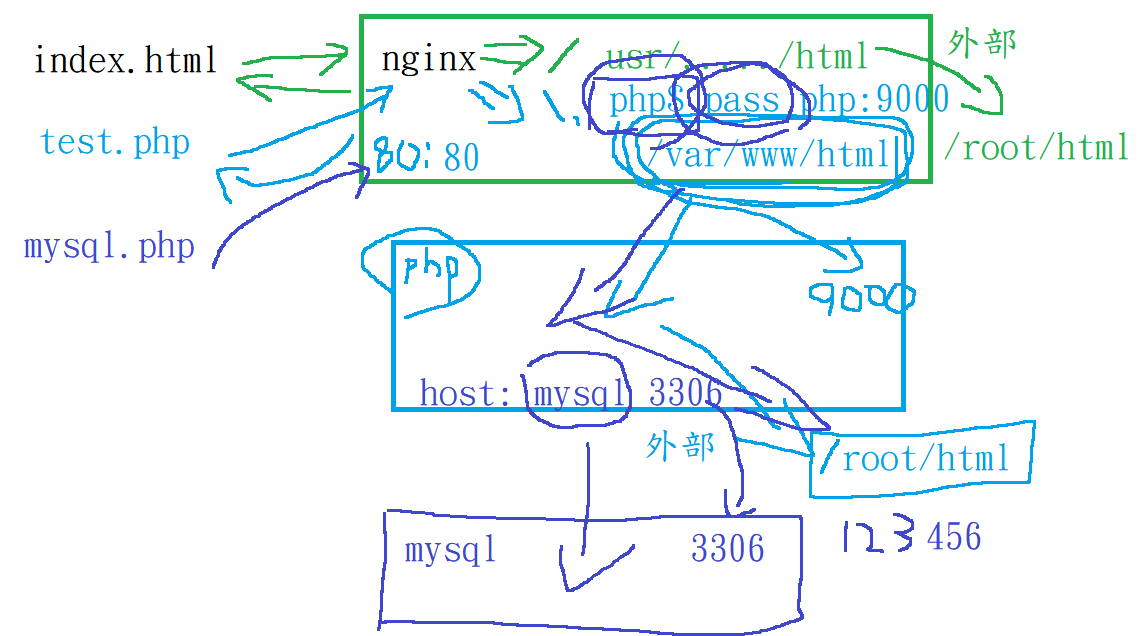 index.html
nginx
usr/...../html
外部
test.php
php$ pass php:9000
80:80
/var/www/html
/root/html
mysql.php
php
9000
host: mysql 3306
外部
/root/html
mysql 3306
123456